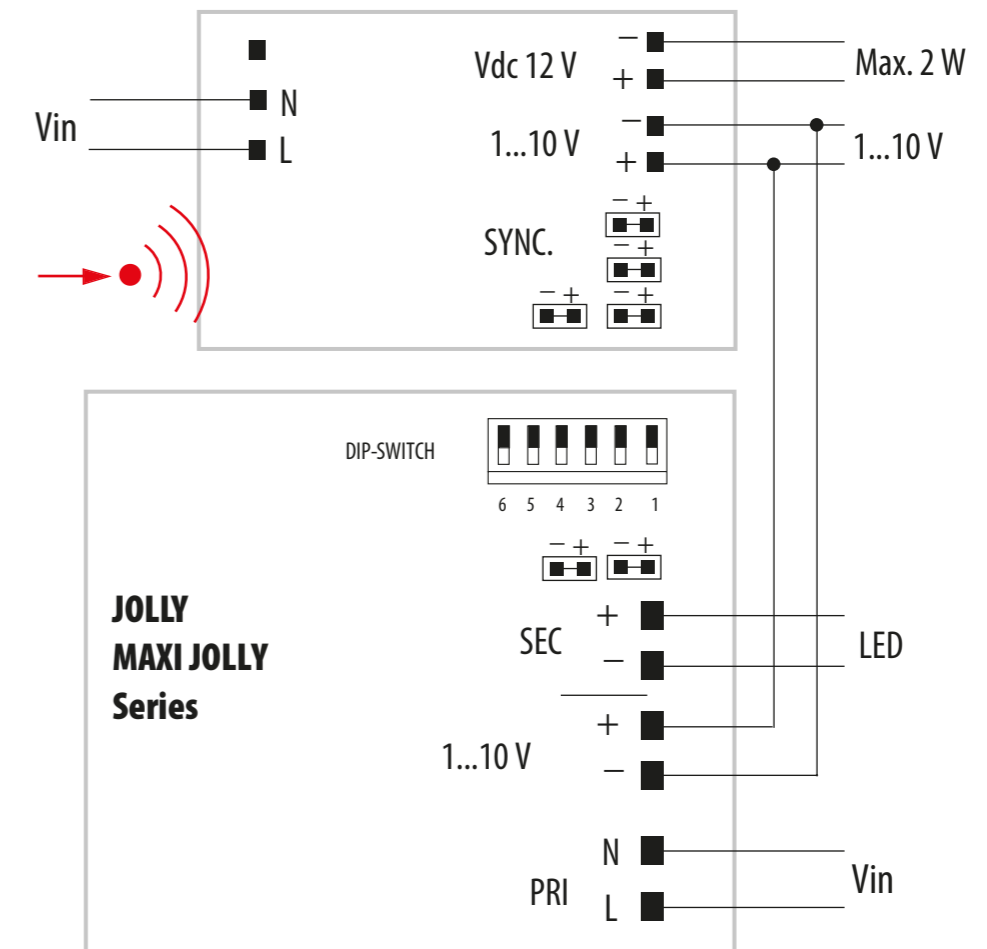 Vdc 12 V
−
+
Max. 2 W
Vin
N
L
1...10 V
−
+
1...10 V
SYNC.
− +
− +
− + − +
DIP-SWITCH
6 5 4 3 2 1
− + − +
JOLLY
MAXI JOLLY
Series
SEC
+
−
LED
1...10 V
+
−
PRI
N
L
Vin